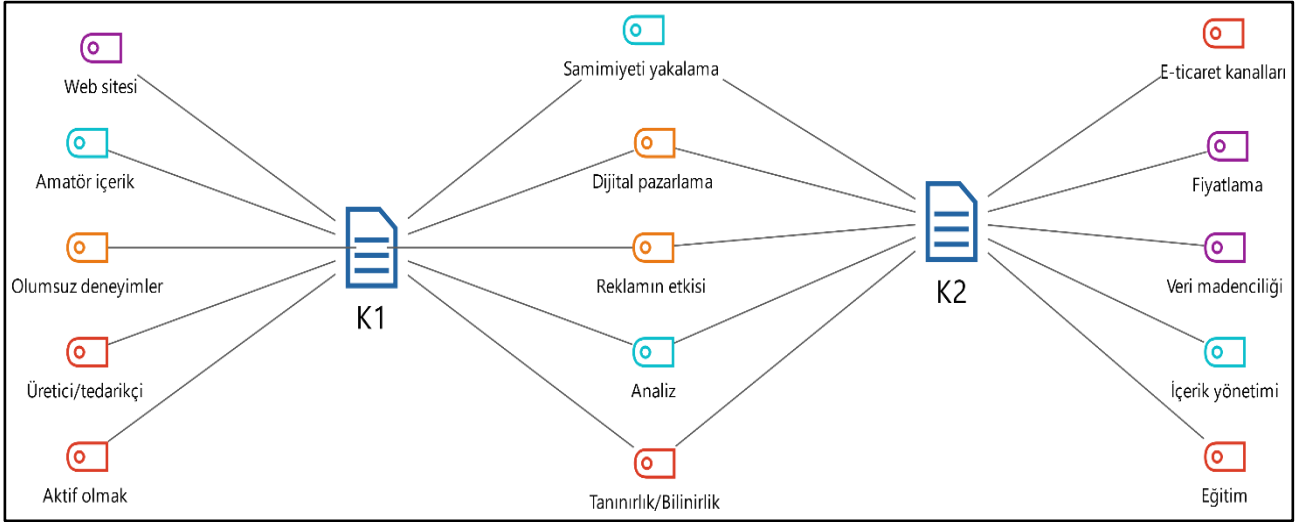 Web sitesi
Samimiyeti yakalama
E-ticaret kanalları
Amatör içerik
Dijital pazarlama
Fiyatlama
Olumsuz deneyimler
Reklamın etkisi
Veri madenciliği
K1
K2
Üretici/tedarikçi
Analiz
İçerik yönetimi
Aktif olmak
Tanınırlık/Bilinirlik
Eğitim